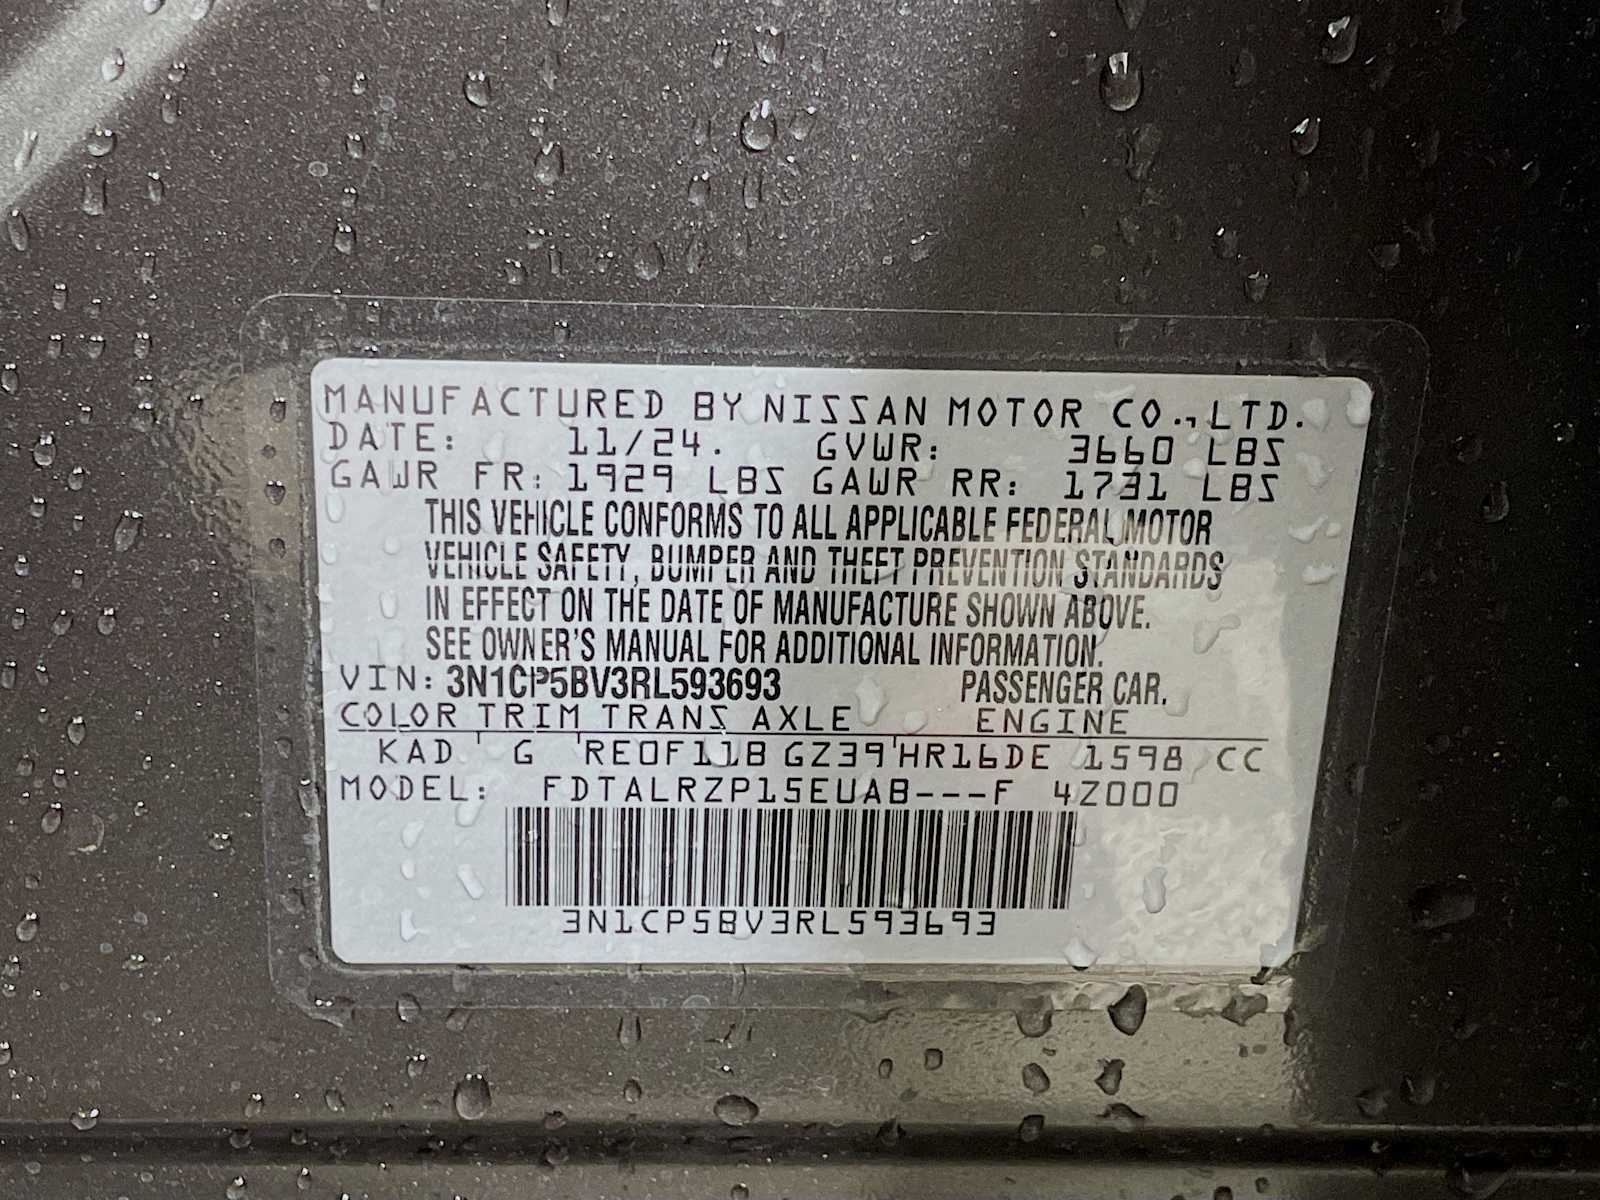 MANUFACTURED BY NISSAN MOTOR CO.,LTD.
DATE: 11/24. GVWR: 3660 LBS
GAWR FR: 1929 LBS GAWR RR: 1731 LBS
THIS VEHICLE CONFORMS TO ALL APPLICABLE FEDERAL MOTOR
VEHICLE SAFETY, BUMPER AND THEFT PREVENTION STANDARDS
IN EFFECT ON THE DATE OF MANUFACTURE SHOWN ABOVE.
SEE OWNER'S MANUAL FOR ADDITIONAL INFORMATION.
VIN: 3N1CP5BV3RL593693 PASSENGER CAR.
COLOR TRIM TRANS AXLE ENGINE
KAD G RE0F11B GZ39 HR16DE 1598 CC
MODEL: FDTALRZP15EUAB---F 4Z000
3N1CP5BV3RL593693